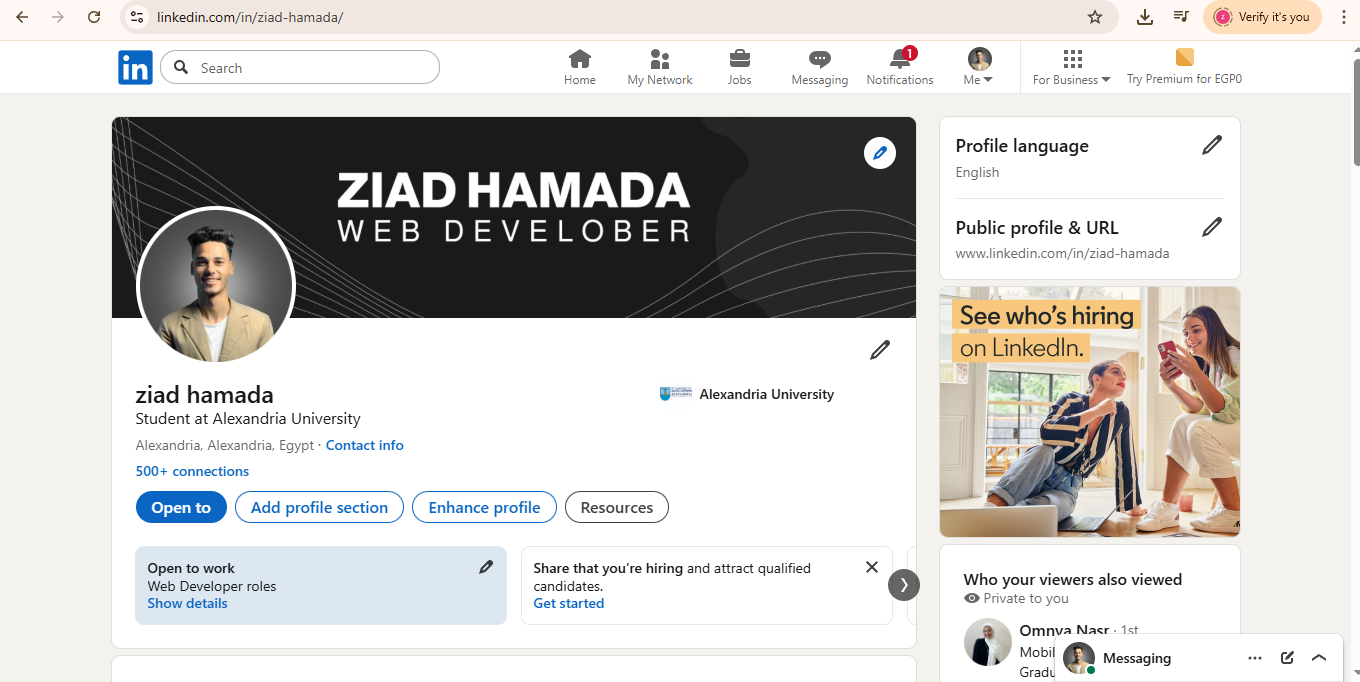 linkedin.com/in/ziad-hamada/
Verify it's you
in
Search
Home
My Network
Jobs
Messaging
1
Notifications
Me
For Business
Try Premium for EGP0
ZIAD HAMADA
WEB DEVELOBER
ziad hamada
Student at Alexandria University
Alexandria, Alexandria, Egypt · Contact info
500+ connections
Alexandria University
Open to
Add profile section
Enhance profile
Resources
Open to work
Web Developer roles
Show details
Share that you're hiring and attract qualified
candidates.
Get started
Profile language
English
Public profile & URL
www.linkedin.com/in/ziad-hamada
See who's hiring
on LinkedIn.
Who your viewers also viewed
Private to you
Omnya Nasr · 1st
Mobil
Gradu
Messaging